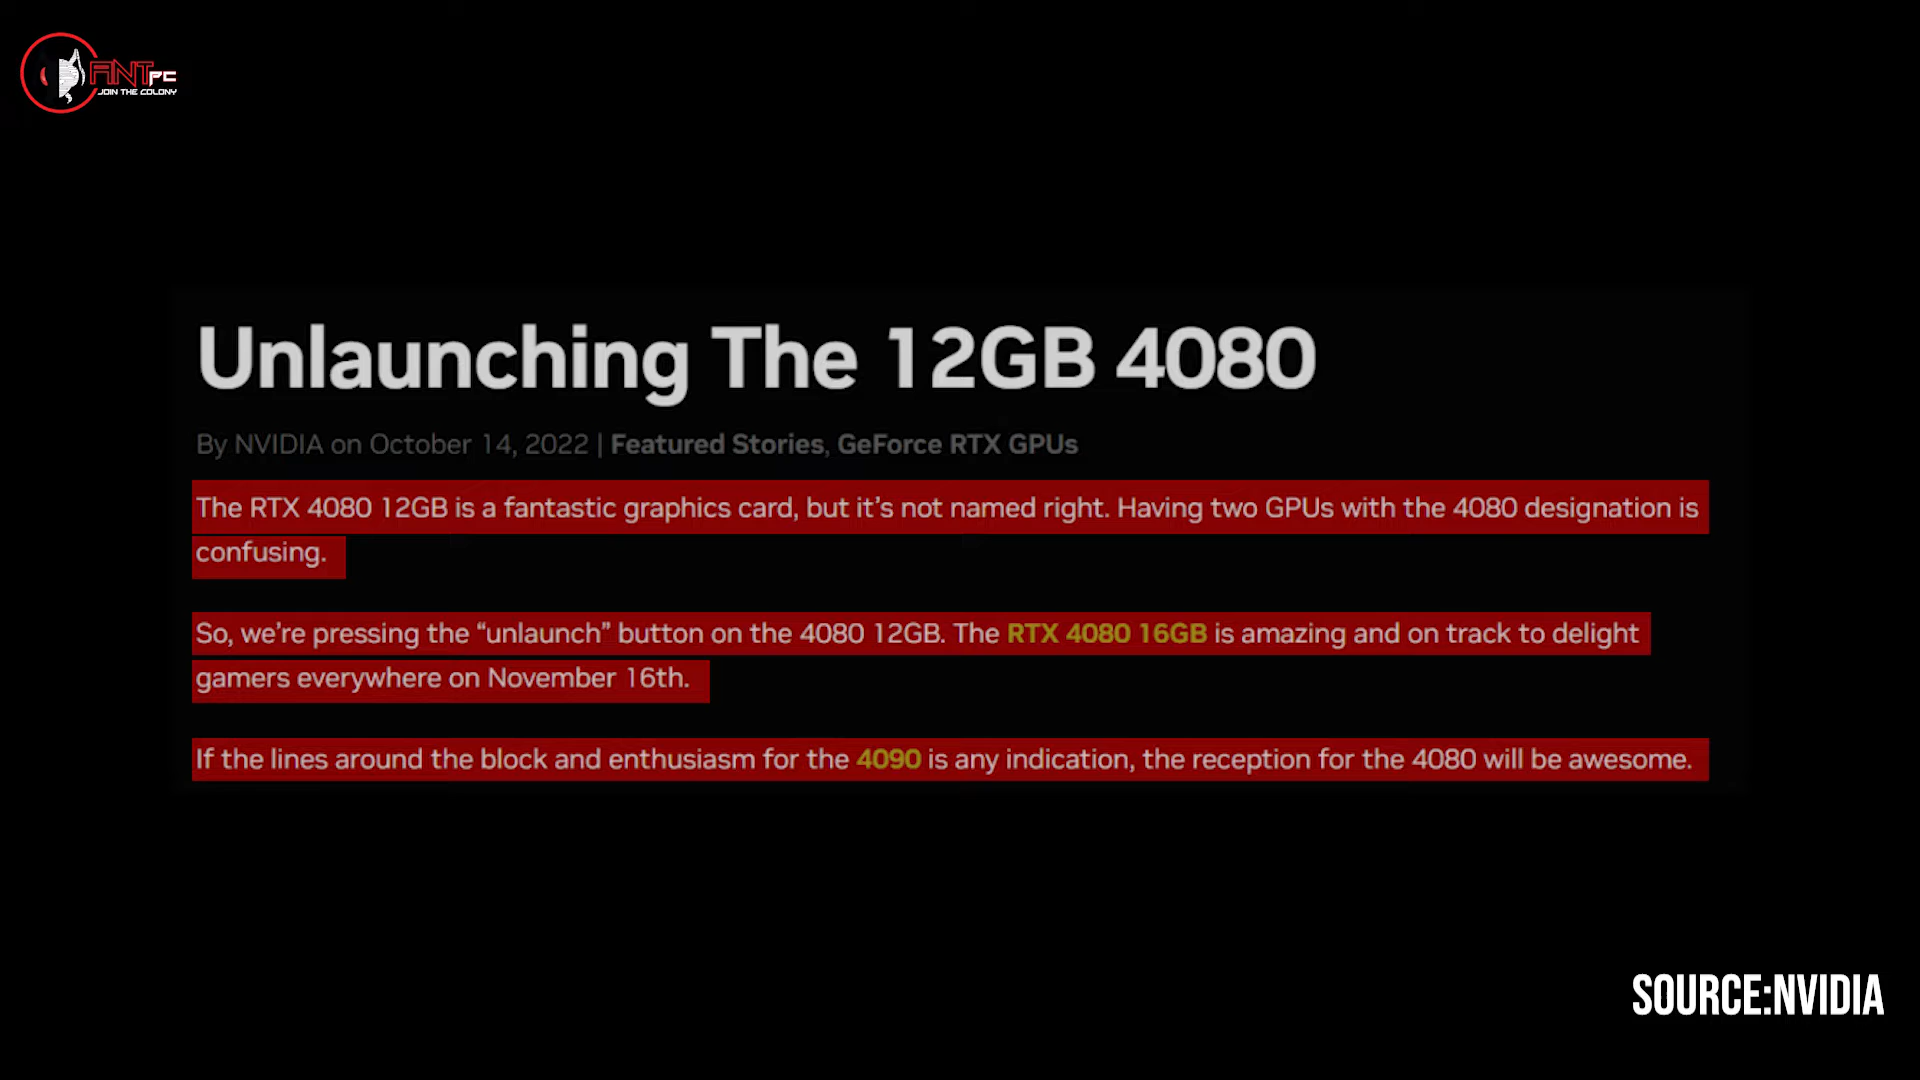 ANTPC
JOIN THE COLONY
Unlaunching The 12GB 4080
By NVIDIA on October 14, 2022 | Featured Stories, GeForce RTX GPUs
The RTX 4080 12GB is a fantastic graphics card, but it’s not named right. Having two GPUs with the 4080 designation is
confusing.
So, we’re pressing the “unlaunch” button on the 4080 12GB. The RTX 4080 16GB is amazing and on track to delight
gamers everywhere on November 16th.
If the lines around the block and enthusiasm for the 4090 is any indication, the reception for the 4080 will be awesome.
SOURCE:NVIDIA